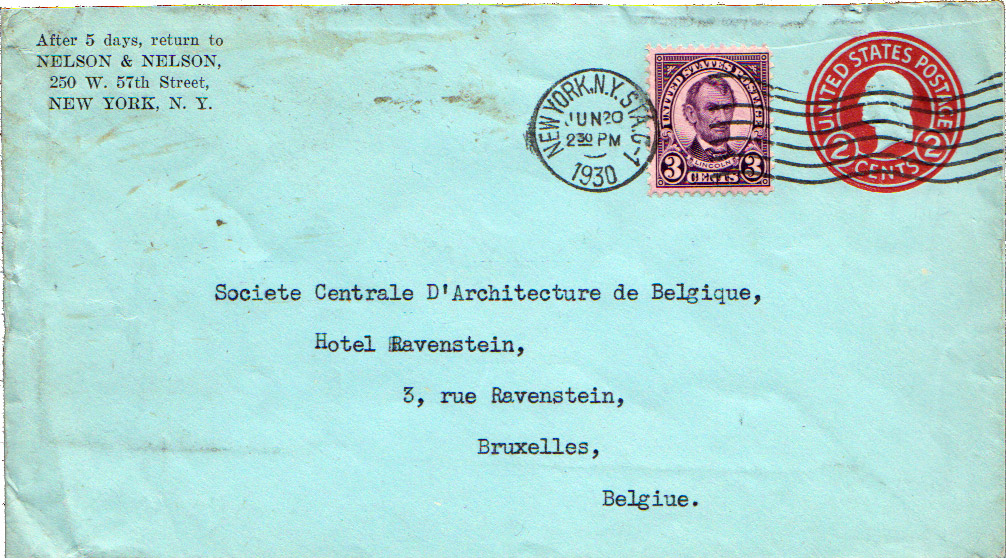 After 5 days, return to
NELSON & NELSON,
250 W. 57th Street,
NEW YORK, N. Y.
NEW YORK, N.Y. STA. G-1
JUN 20
2 30 PM
1930
UNITED STATES POSTAGE
LINCOLN
3 CENTS 3
UNITED STATES POSTAGE
2 CENTS 2
Societe Centrale D'Architecture de Belgique,
Hotel Ravenstein,
3, rue Ravenstein,
Bruxelles,
Belgiue.